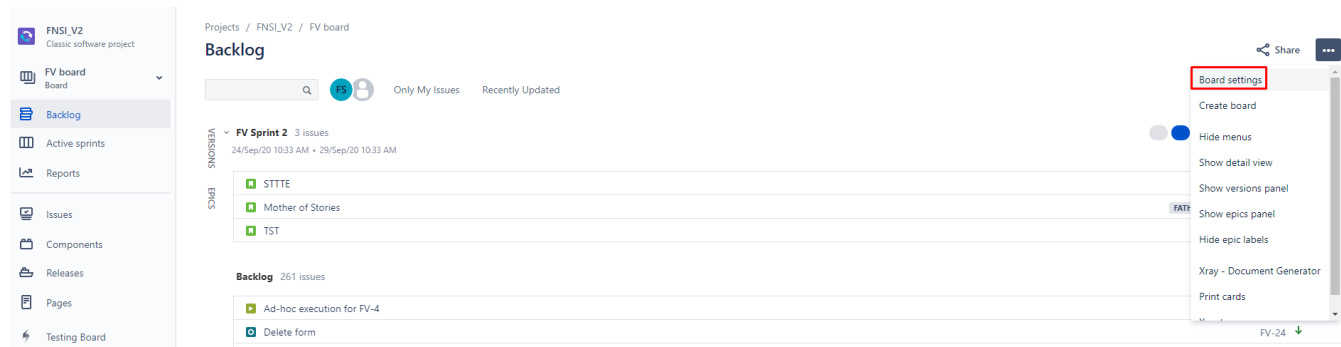 FNSI_V2
Classic software project
FV board
Board
Backlog
Active sprints
Reports
Issues
Components
Releases
Pages
Testing Board
Projects / FNSI_V2 / FV board
Backlog
Share
FS
Only My Issues
Recently Updated
VERSIONS
EPICS
FV Sprint 2 3 issues
24/Sep/20 10:33 AM • 29/Sep/20 10:33 AM
STTTE
Mother of Stories
FATH
TST
Backlog 261 issues
Ad-hoc execution for FV-4
Delete form
FV-24
Board settings
Create board
Hide menus
Show detail view
Show versions panel
Show epics panel
Hide epic labels
Xray - Document Generator
Print cards